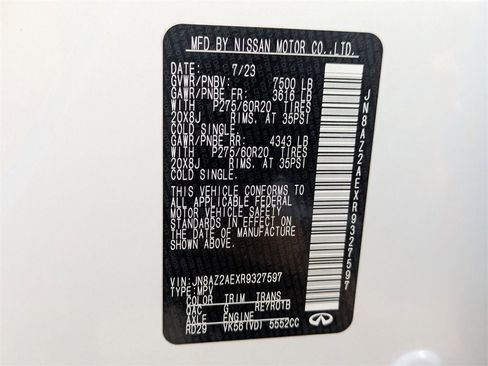 MFD BY NISSAN MOTOR CO.,LTD.
DATE: 7/23
GVWR/PNBV: 7500 LB
GAWR/PNBE FR: 3616 LB
WITH P275/60R20 TIRES
20X8J RIMS, AT 35PSI
COLD SINGLE.
GAWR/PNBE RR: 4343 LB
WITH P275/60R20 TIRES
20X8J RIMS, AT 35PSI
COLD SINGLE.
THIS VEHICLE CONFORMS TO
ALL APPLICABLE FEDERAL
MOTOR VEHICLE SAFETY
STANDARDS IN EFFECT ON
THE DATE OF MANUFACTURE
SHOWN ABOVE.
VIN:JN8AZ2AEXR9327597
TYPE:MPV
COLOR TRIM TRANS
QAC G RE7R01B
AXLE ENGINE
RD29 VK56(VD) 5552CC
JN8AZ2AEXR9327597